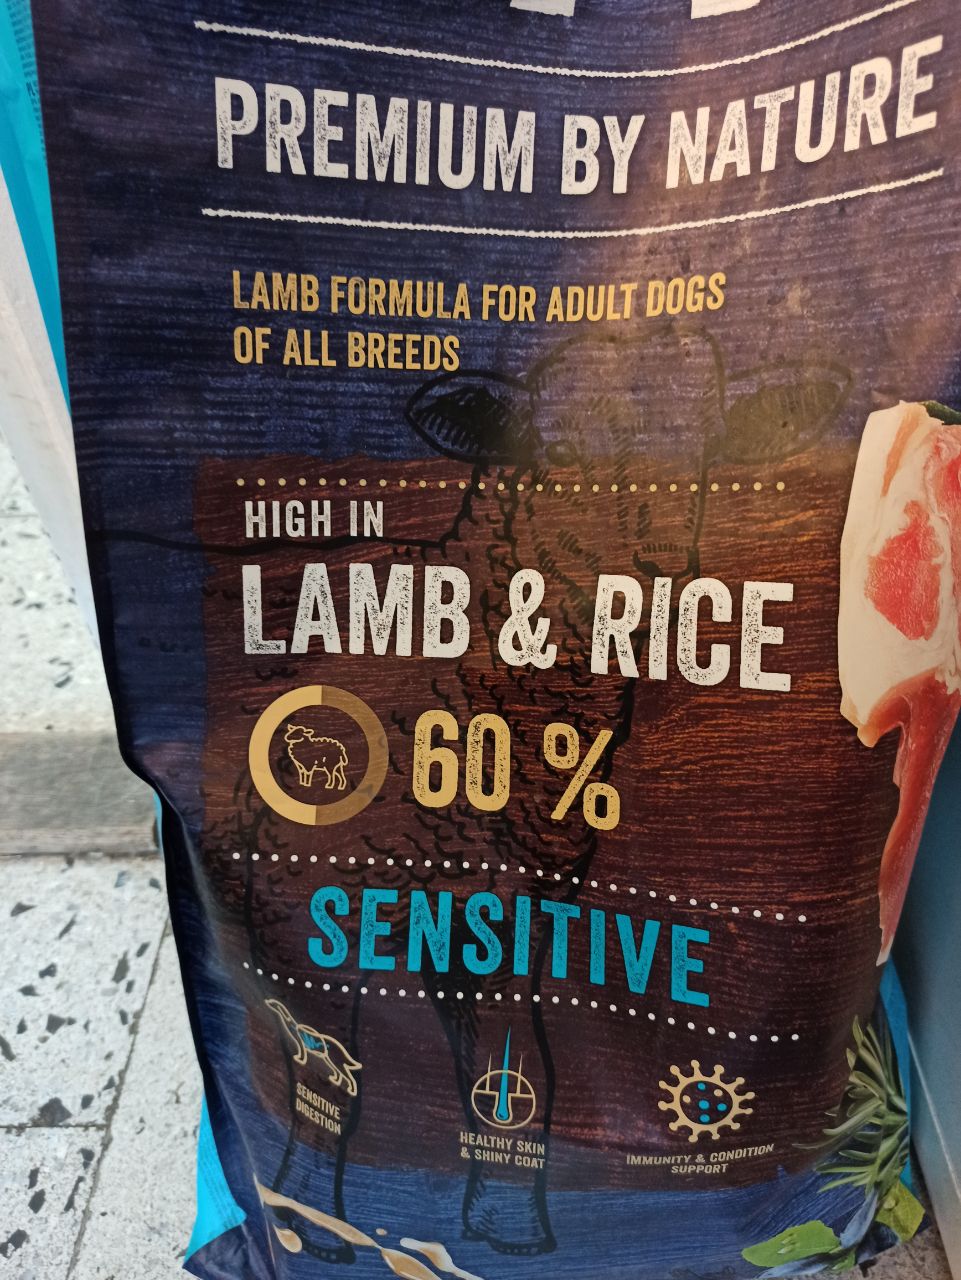 PREMIUM BY NATURE
LAMB FORMULA FOR ADULT DOGS
OF ALL BREEDS
HIGH IN
LAMB & RICE
60 %
SENSITIVE
SENSITIVE
DIGESTION
HEALTHY SKIN
& SHINY COAT
IMMUNITY & CONDITION
SUPPORT